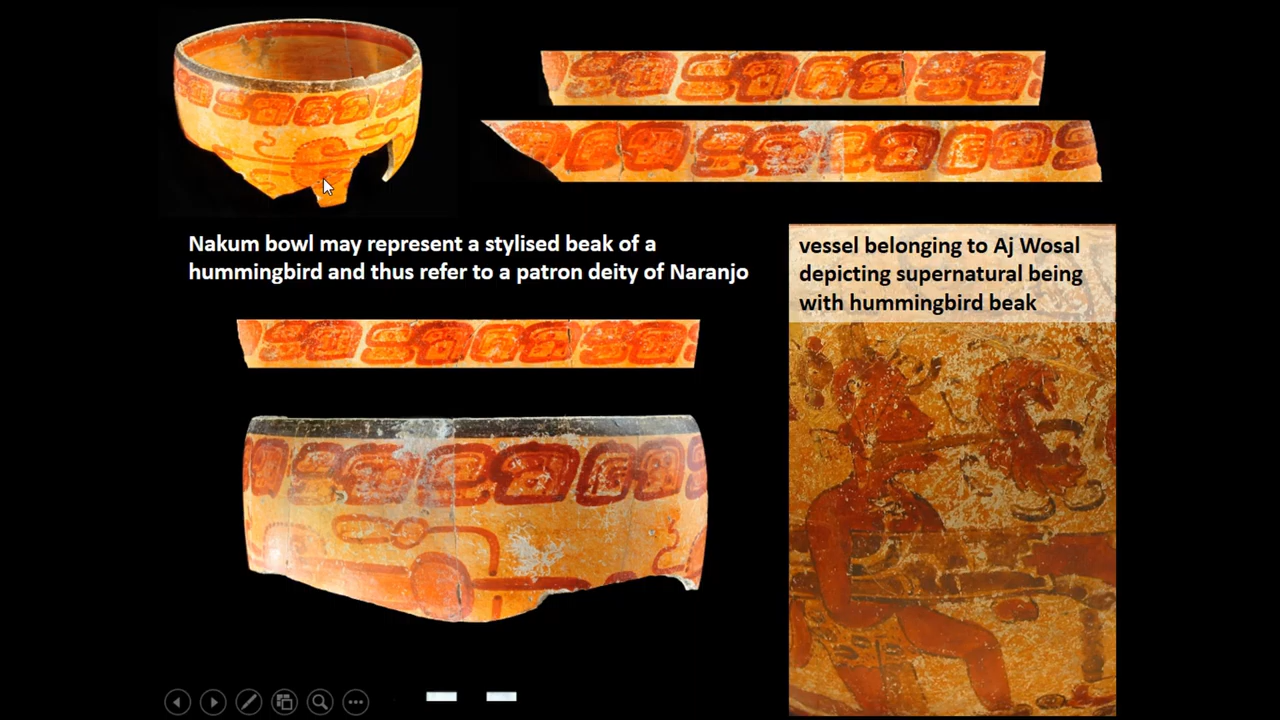 Nakum bowl may represent a stylised beak of a
hummingbird and thus refer to a patron deity of Naranjo
vessel belonging to Aj Wosal
depicting supernatural being
with hummingbird beak